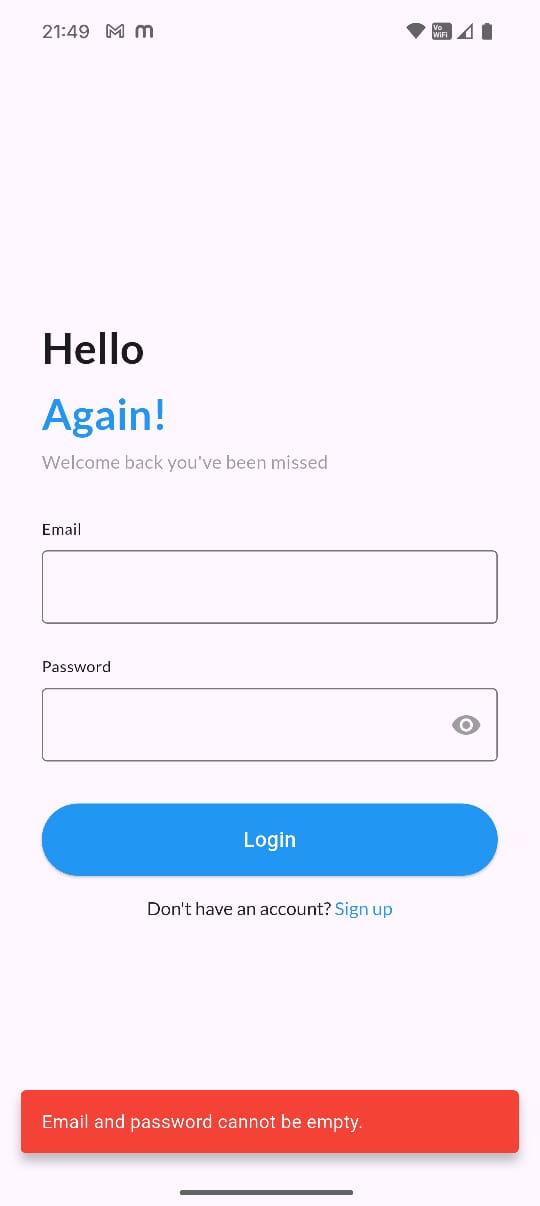 21:49
Vo
WiFi
Hello
Again!
Welcome back you've been missed
Email
Password
Login
Don't have an account? Sign up
Email and password cannot be empty.